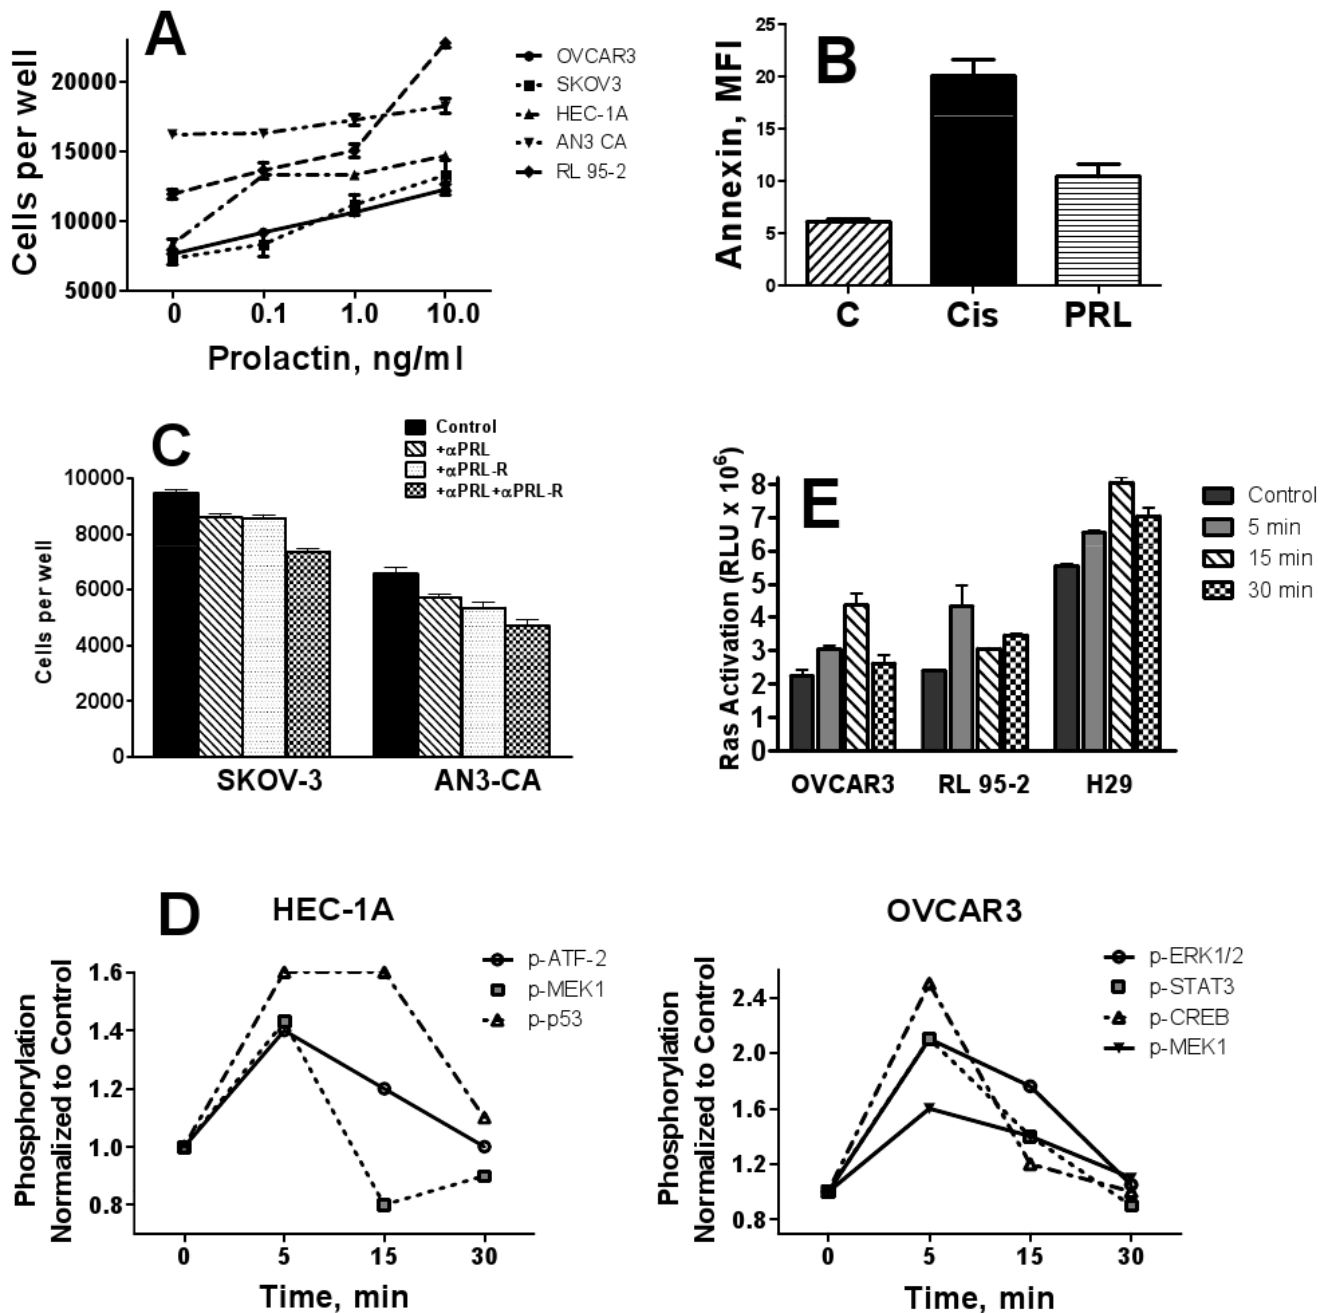 A
Cells per well
20000
15000
10000
5000
0 0.1 1.0 10.0
Prolactin, ng/ml
OVCAR3
SKOV3
HEC-1A
AN3 CA
RL 95-2
B
Annexin, MFI
25
20
15
10
5
0
C Cis PRL
C
Control
+αPRL
+αPRL-R
+αPRL+αPRL-R
Cells per well
10000
8000
6000
4000
2000
0
SKOV-3 AN3-CA
E
Ras Activation (RLU x 10⁶)
8
7
6
5
4
3
2
1
0
OVCAR3 RL 95-2 H29
Control
5 min
15 min
30 min
D
HEC-1A
Phosphorylation
Normalized to Control
1.6
1.4
1.2
1.0
0.8
0 5 15 30
Time, min
p-ATF-2
p-MEK1
p-p53
OVCAR3
Phosphorylation
Normalized to Control
2.4
2.0
1.6
1.2
0.8
0 5 15 30
Time, min
p-ERK1/2
p-STAT3
p-CREB
p-MEK1